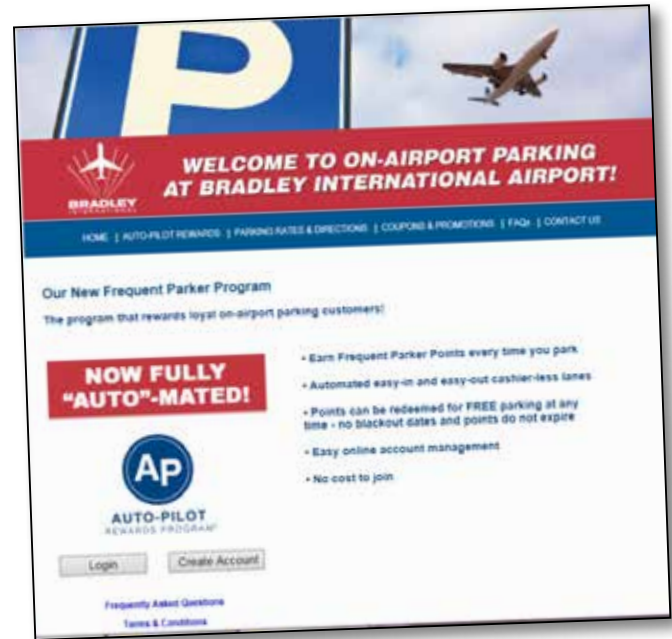 P
BRADLEY
INTERNATIONAL
WELCOME TO ON-AIRPORT PARKING
AT BRADLEY INTERNATIONAL AIRPORT!
HOME | AUTO-PILOT REWARDS | PARKING RATES & DIRECTIONS | COUPONS & PROMOTIONS | FAQs | CONTACT US
Our New Frequent Parker Program
The program that rewards loyal on-airport parking customers!
NOW FULLY
"AUTO"-MATED!
AP
AUTO-PILOT
REWARDS PROGRAM
Login
Create Account
Frequently Asked Questions
Terms & Conditions
• Earn Frequent Parker Points every time you park
• Automated easy-in and easy-out cashier-less lanes
• Points can be redeemed for FREE parking at any
time - no blackout dates and points do not expire
• Easy online account management
• No cost to join